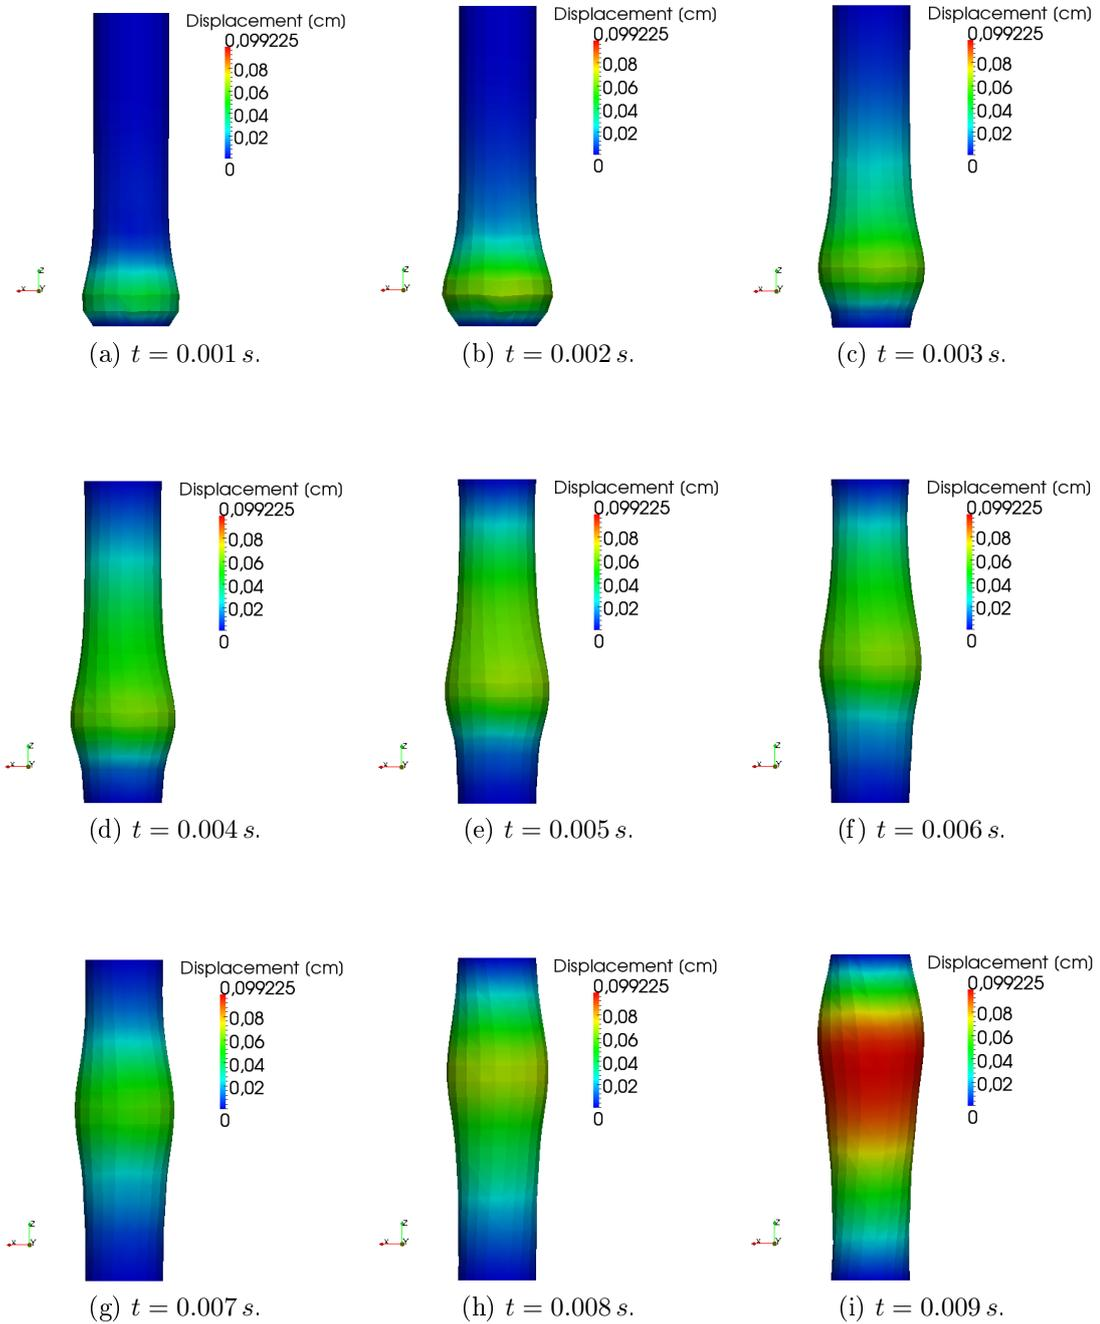 Displacement (cm)
0,099225
0,08
0,06
0,04
0,02
0
Z
X
Y
(a) t = 0.001 s.
Displacement (cm)
0,099225
0,08
0,06
0,04
0,02
0
Z
X
Y
(b) t = 0.002 s.
Displacement (cm)
0,099225
0,08
0,06
0,04
0,02
0
Z
X
Y
(c) t = 0.003 s.
Displacement (cm)
0,099225
0,08
0,06
0,04
0,02
0
Z
X
Y
(d) t = 0.004 s.
Displacement (cm)
0,099225
0,08
0,06
0,04
0,02
0
Z
X
Y
(e) t = 0.005 s.
Displacement (cm)
0,099225
0,08
0,06
0,04
0,02
0
Z
X
Y
(f) t = 0.006 s.
Displacement (cm)
0,099225
0,08
0,06
0,04
0,02
0
Z
X
Y
(g) t = 0.007 s.
Displacement (cm)
0,099225
0,08
0,06
0,04
0,02
0
Z
X
Y
(h) t = 0.008 s.
Displacement (cm)
0,099225
0,08
0,06
0,04
0,02
0
Z
X
Y
(i) t = 0.009 s.